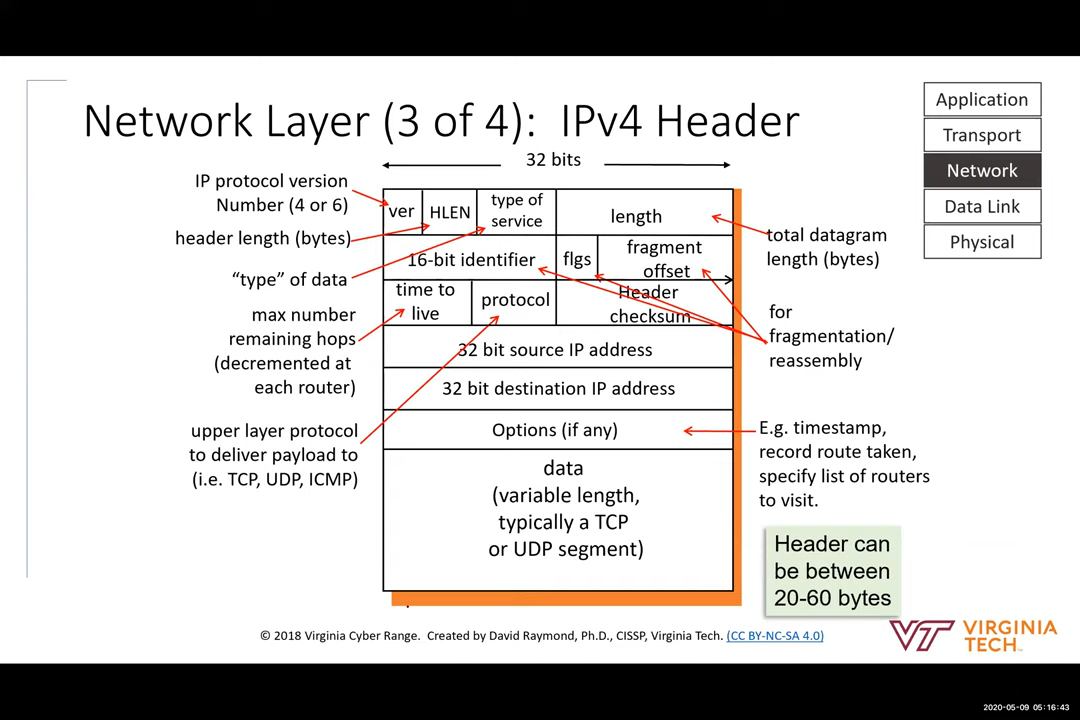 Network Layer (3 of 4): IPv4 Header
Application
Transport
Network
Data Link
Physical
32 bits
IP protocol version
Number (4 or 6)
header length (bytes)
"type" of data
max number
remaining hops
(decremented at
each router)
upper layer protocol
to deliver payload to
(i.e. TCP, UDP, ICMP)
ver
HLEN
type of
service
length
16-bit identifier
flgs
fragment
offset
time to
live
protocol
Header
checksum
32 bit source IP address
32 bit destination IP address
Options (if any)
data
(variable length,
typically a TCP
or UDP segment)
total datagram
length (bytes)
for
fragmentation/
reassembly
E.g. timestamp,
record route taken,
specify list of routers
to visit.
Header can
be between
20-60 bytes
© 2018 Virginia Cyber Range. Created by David Raymond, Ph.D., CISSP, Virginia Tech. (CC BY-NC-SA 4.0)
VT VIRGINIA
TECH
2020-05-09 05:16:43